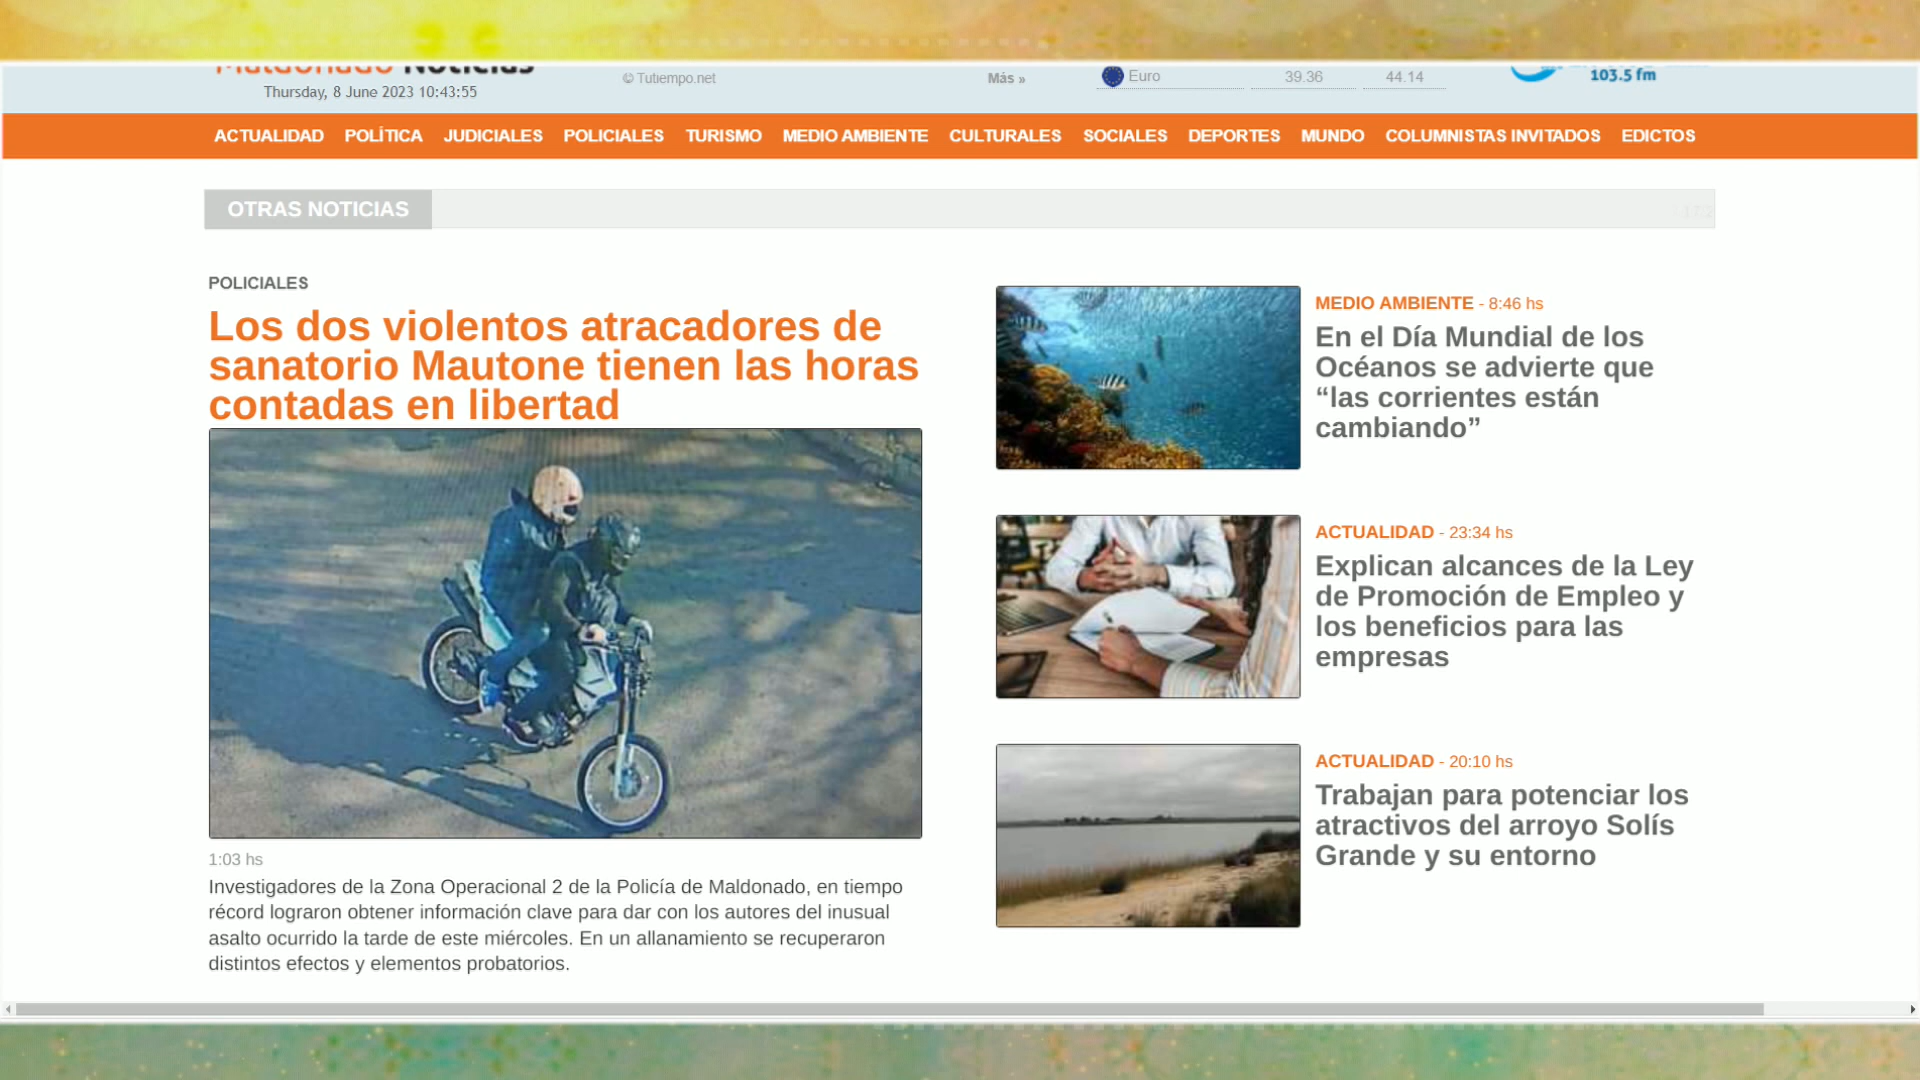 Maldonado Noticias
Thursday, 8 June 2023 10:43:55
© Tutiempo.net
Más »
Euro 39.36 44.14
103.5 fm
ACTUALIDAD POLÍTICA JUDICIALES POLICIALES TURISMO MEDIO AMBIENTE CULTURALES SOCIALES DEPORTES MUNDO COLUMNISTAS INVITADOS EDICTOS
OTRAS NOTICIAS
POLICIALES
Los dos violentos atracadores de
sanatorio Mautone tienen las horas
contadas en libertad
1:03 hs
Investigadores de la Zona Operacional 2 de la Policía de Maldonado, en tiempo
récord lograron obtener información clave para dar con los autores del inusual
asalto ocurrido la tarde de este miércoles. En un allanamiento se recuperaron
distintos efectos y elementos probatorios.
MEDIO AMBIENTE - 8:46 hs
En el Día Mundial de los
Océanos se advierte que
“las corrientes están
cambiando”
ACTUALIDAD - 23:34 hs
Explican alcances de la Ley
de Promoción de Empleo y
los beneficios para las
empresas
ACTUALIDAD - 20:10 hs
Trabajan para potenciar los
atractivos del arroyo Solís
Grande y su entorno